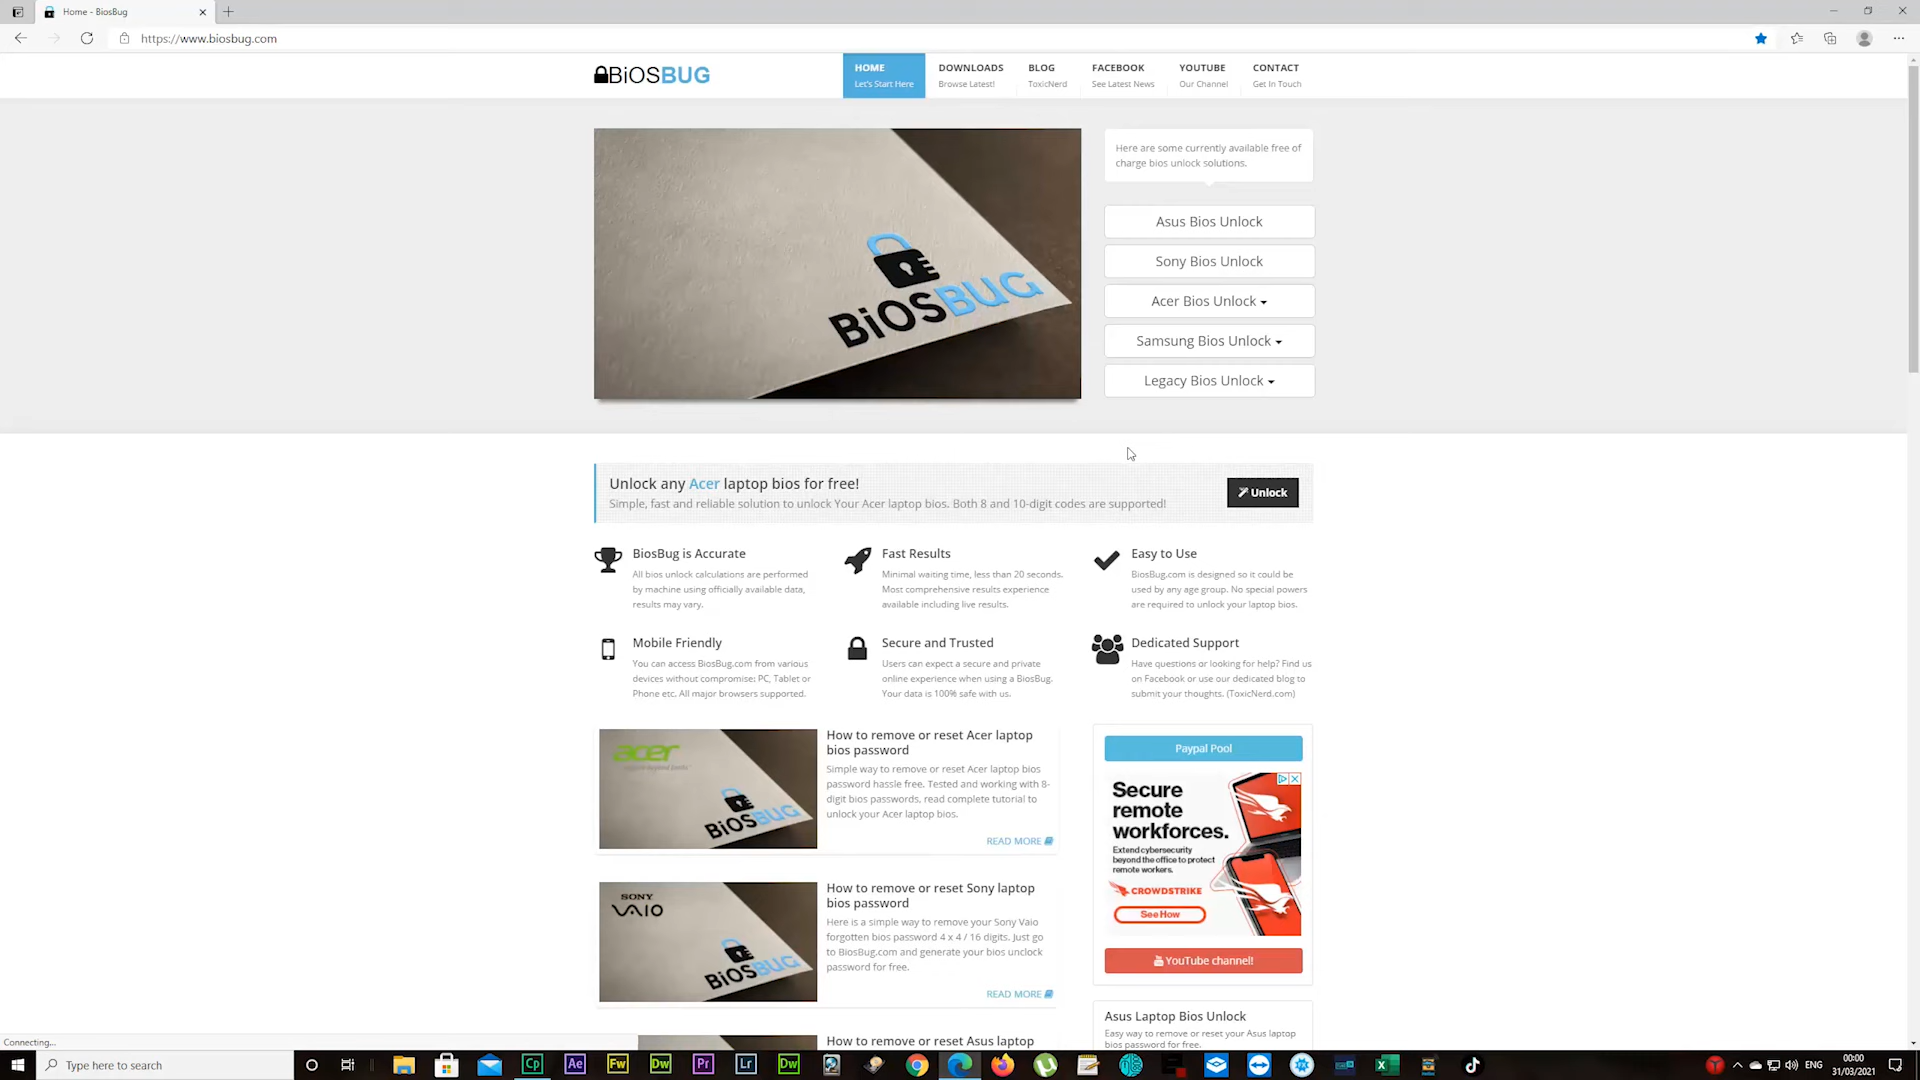 Home - BiosBug
https://www.biosbug.com
BiOSBUG
HOME
Let's Start Here
DOWNLOADS
Browse Latest!
BLOG
ToxicNerd
FACEBOOK
See Latest News
YOUTUBE
Our Channel
CONTACT
Get In Touch
BiOSBUG
Here are some currently available free of
charge bios unlock solutions.
Asus Bios Unlock
Sony Bios Unlock
Acer Bios Unlock
Samsung Bios Unlock
Legacy Bios Unlock
Unlock any Acer laptop bios for free!
Simple, fast and reliable solution to unlock Your Acer laptop bios. Both 8 and 10-digit codes are supported!
Unlock
BiosBug is Accurate
All bios unlock calculations are performed
by machine using officially available data,
results may vary.
Fast Results
Minimal waiting time, less than 20 seconds.
Most comprehensive results experience
available including live results.
Easy to Use
BiosBug.com is designed so it could be
used by any age group. No special powers
are required to unlock your laptop bios.
Mobile Friendly
You can access BiosBug.com from various
devices without compromise: PC, Tablet or
Phone etc. All major browsers supported.
Secure and Trusted
Users can expect a secure and private
online experience when using a BiosBug.
Your data is 100% safe with us.
Dedicated Support
Have questions or looking for help? Find us
on Facebook or use our dedicated blog to
submit your thoughts. (ToxicNerd.com)
acer
BiOSBUG
How to remove or reset Acer laptop
bios password
Simple way to remove or reset Acer laptop bios
password hassle free. Tested and working with 8-
digit bios passwords, read complete tutorial to
unlock your Acer laptop bios.
READ MORE
SONY
VAIO
BiOSBUG
How to remove or reset Sony laptop
bios password
Here is a simple way to remove your Sony Vaio
forgotten bios password 4 x 4 / 16 digits. Just go
to BiosBug.com and generate your bios unclock
password for free.
READ MORE
How to remove or reset Asus laptop
Paypal Pool
Secure
remote
workforces.
Extend cybersecurity
beyond the office to protect
remote workers.
CROWDSTRIKE
See How
YouTube channel!
Asus Laptop Bios Unlock
Easy way to remove or reset your Asus laptop
bios password for free.
Connecting...
Type here to search
Cp
Ae
Fw
Dw
Pr
Lr
Dw
ENG
00:00
31/03/2021